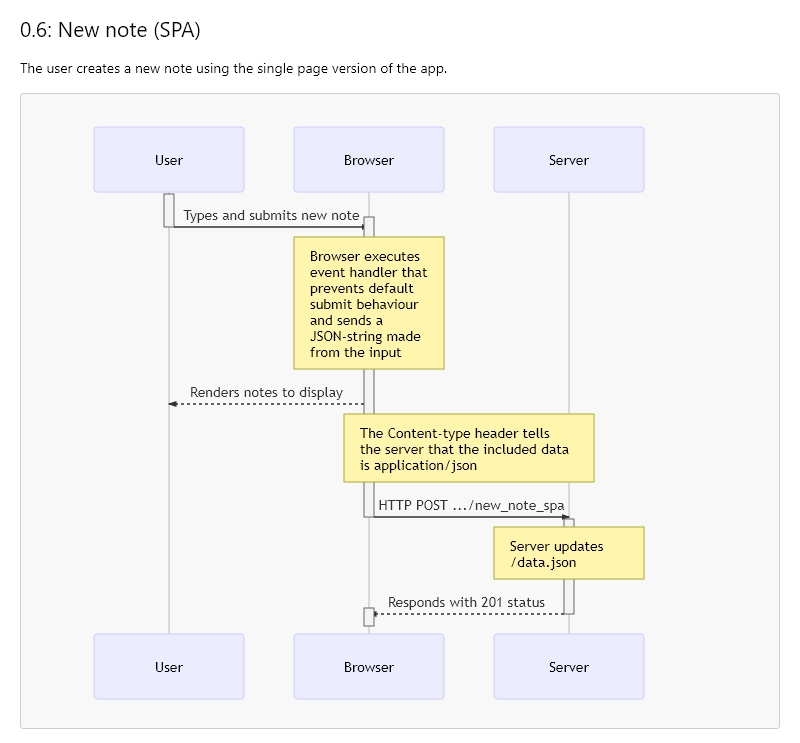 0.6: New note (SPA)
The user creates a new note using the single page version of the app.
User
Browser
Server
Types and submits new note
Browser executes
event handler that
prevents default
submit behaviour
and sends a
JSON-string made
from the input
Renders notes to display
The Content-type header tells
the server that the included data
is application/json
HTTP POST .../new_note_spa
Server updates
/data.json
Responds with 201 status
User
Browser
Server